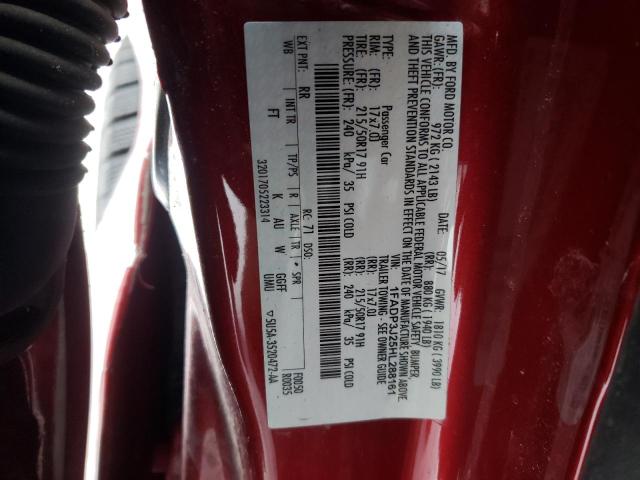 MFD. BY FORD MOTOR CO.
DATE: 05/17 GVWR: 1810 KG ( 3990 LB)
GAWR: (FR) 972 KG ( 2143 LB) (RR) 880 KG ( 1940 LB)
THIS VEHICLE CONFORMS TO ALL APPLICABLE FEDERAL MOTOR VEHICLE SAFETY, BUMPER,
AND THEFT PREVENTION STANDARDS IN EFFECT ON THE DATE OF MANUFACTURE SHOWN ABOVE.
VIN: 1FADP3J25HL288161
TYPE: Passenger Car TRAILER TOWING - SEE OWNER GUIDE
RIM: (FR) 17x7.0J (RR) 17x7.0J
TIRE: (FR) 215/50R17 91H (RR) 215/50R17 91H
PRESSURE: (FR) 240 kPa/ 35 PSI COLD (RR) 240 kPa/ 35 PSI COLD
3201705223314
EXT PNT: RR RC: 71 DSO: F0050
WB INT TR TP/PS R AXLE TR SPR R0035
FT K AU W GGFF UMU
5U5A-3520472-AA